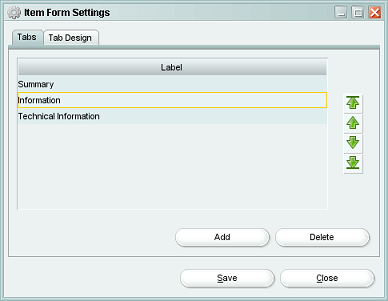 Item Form Settings
Tabs
Tab Design
Label
Summary
Information
Technical Information
Add
Delete
Save
Close